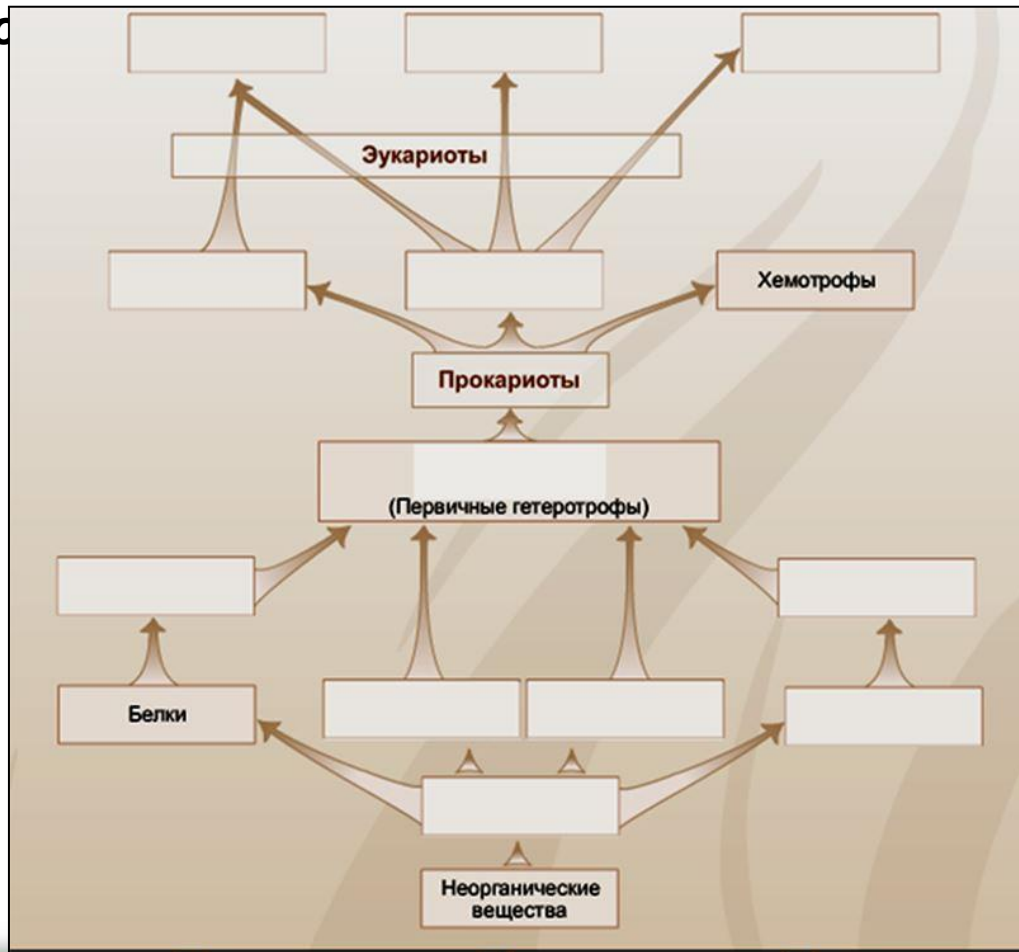 Эукариоты
Хемотрофы
Прокариоты
(Первичные гетеротрофы)
Белки
Неорганические
вещества